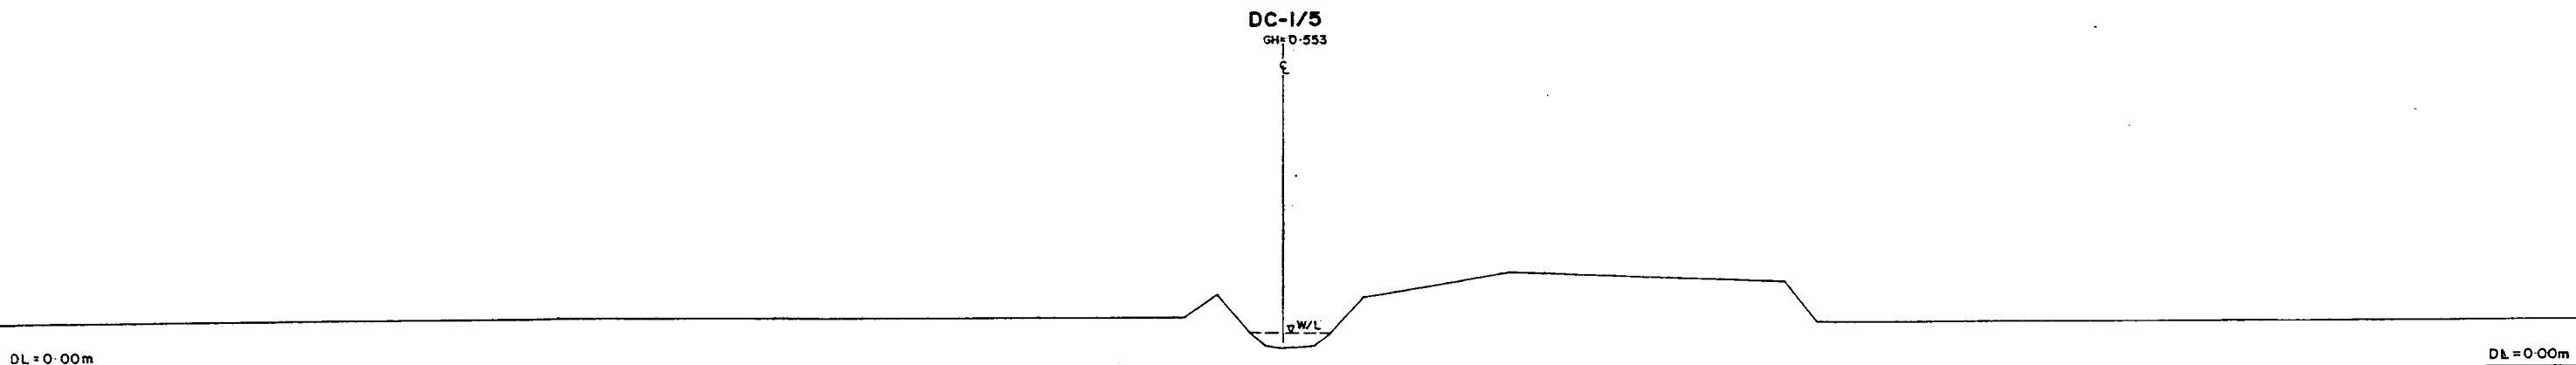 DC-1/5
GH=0.553
℄
W/L
DL=0.00m
DL=0.00m